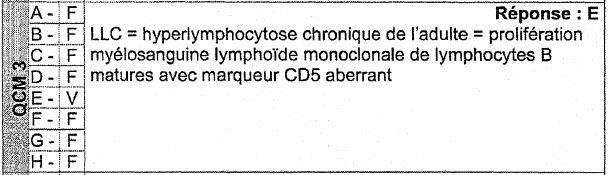 QCM 3
A - F Réponse : E
B - F LLC = hyperlymphocytose chronique de l'adulte = prolifération
C - F myélosanguine lymphoïde monoclonale de lymphocytes B
D - F matures avec marqueur CD5 aberrant
E - V
F - F
G - F
H - F